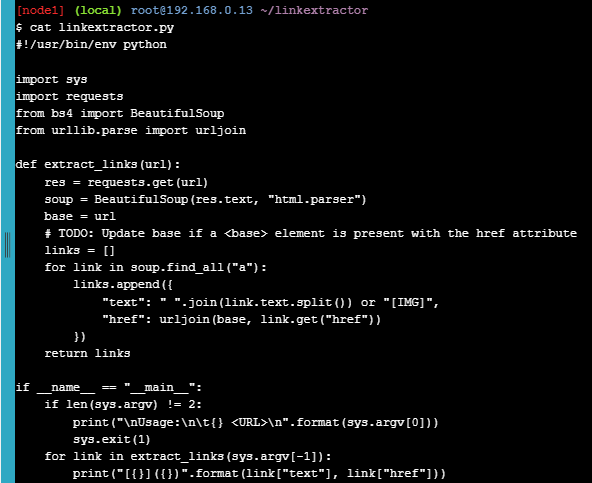 [node1] (local) root@192.168.0.13 ~/linkextractor
$ cat linkextractor.py
#!/usr/bin/env python

import sys
import requests
from bs4 import BeautifulSoup
from urllib.parse import urljoin

def extract_links(url):
    res = requests.get(url)
    soup = BeautifulSoup(res.text, "html.parser")
    base = url
    # TODO: Update base if a <base> element is present with the href attribute
    links = []
    for link in soup.find_all("a"):
        links.append({
            "text": " ".join(link.text.split()) or "[IMG]",
            "href": urljoin(base, link.get("href"))
        })
    return links

if __name__ == "__main__":
    if len(sys.argv) != 2:
        print("\nUsage:\n\t{} <URL>\n".format(sys.argv[0]))
        sys.exit(1)
    for link in extract_links(sys.argv[-1]):
        print("[{}]({})".format(link["text"], link["href"]))